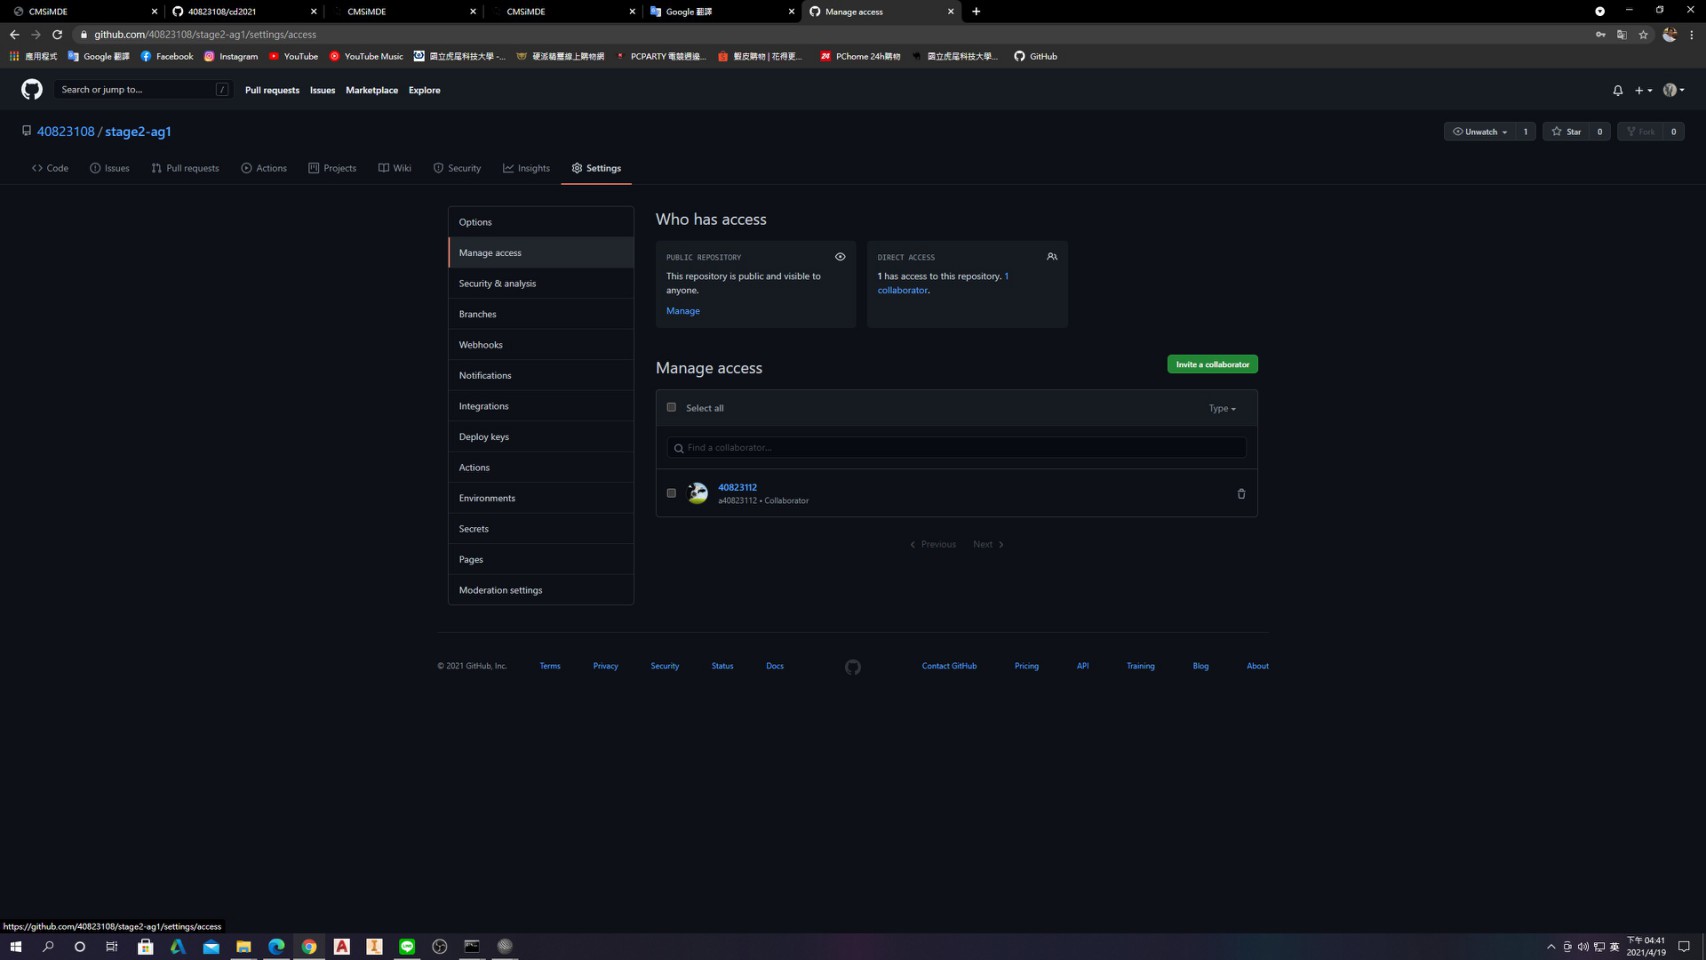 CMSiMDE
40823108/cd2021
CMSiMDE
CMSiMDE
Google 翻譯
Manage access
github.com/40823108/stage2-ag1/settings/access
應用程式
Google 翻譯
Facebook
Instagram
YouTube
YouTube Music
國立虎尾科技大學 -...
硬派精璽線上購物網
PCPARTY 電競週邊...
蝦皮購物 | 花得更...
PChome 24h購物
國立虎尾科技大學...
GitHub
Search or jump to...
/
Pull requests
Issues
Marketplace
Explore
40823108 / stage2-ag1
Unwatch
1
Star
0
Fork
0
Code
Issues
Pull requests
Actions
Projects
Wiki
Security
Insights
Settings
Options
Manage access
Security & analysis
Branches
Webhooks
Notifications
Integrations
Deploy keys
Actions
Environments
Secrets
Pages
Moderation settings
Who has access
PUBLIC REPOSITORY
This repository is public and visible to
anyone.
Manage
DIRECT ACCESS
1 has access to this repository. 1
collaborator.
Manage access
Invite a collaborator
Select all
Type
Find a collaborator...
40823112
a40823112 • Collaborator
Previous
Next
© 2021 GitHub, Inc.
Terms
Privacy
Security
Status
Docs
Contact GitHub
Pricing
API
Training
Blog
About
https://github.com/40823108/stage2-ag1/settings/access
英
下午 04:41
2021/4/19